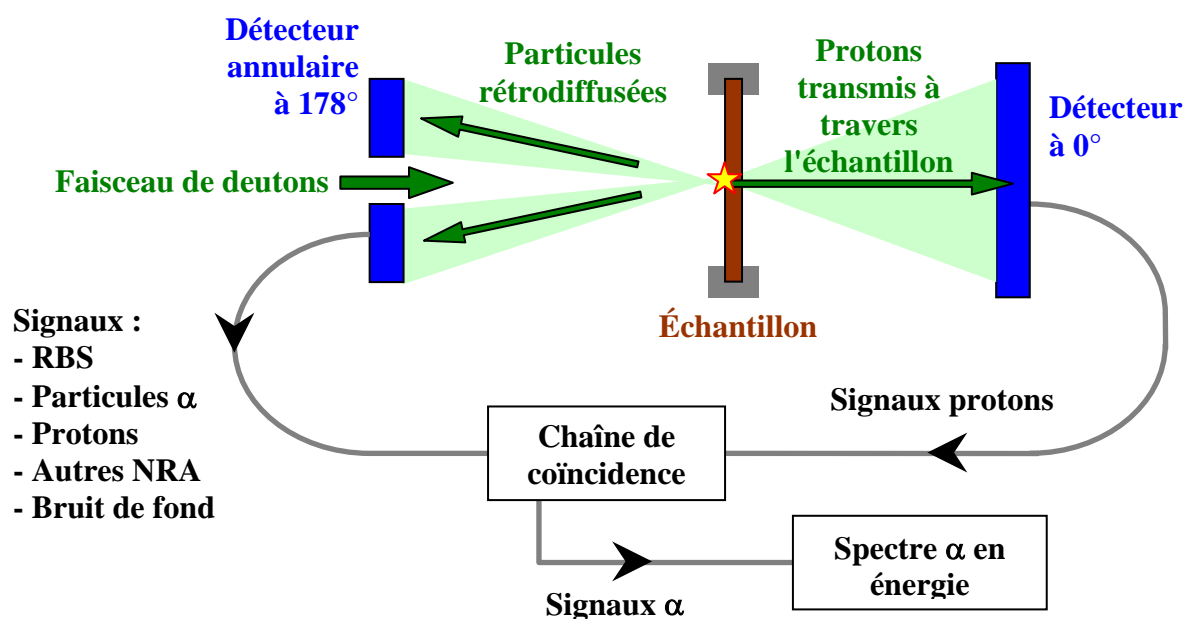 Détecteur
annulaire
à 178°
Particules
rétrodiffusées
Protons
transmis à
travers
l'échantillon
Détecteur
à 0°
Faisceau de deutons
Échantillon
Signaux :
- RBS
- Particules α
- Protons
- Autres NRA
- Bruit de fond
Signaux protons
Chaîne de
coïncidence
Spectre α en
énergie
Signaux α